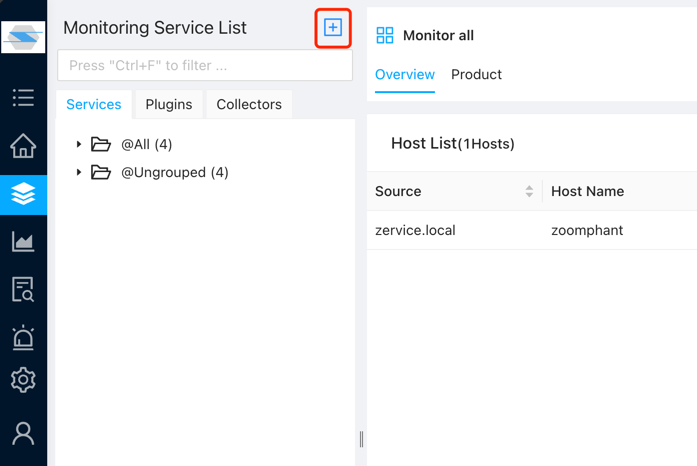 Monitoring Service List
Press "Ctrl+F" to filter ...
Services Plugins Collectors
@All (4)
@Ungrouped (4)
Monitor all
Overview Product
Host List(1Hosts)
Source Host Name
zervice.local zoomphant